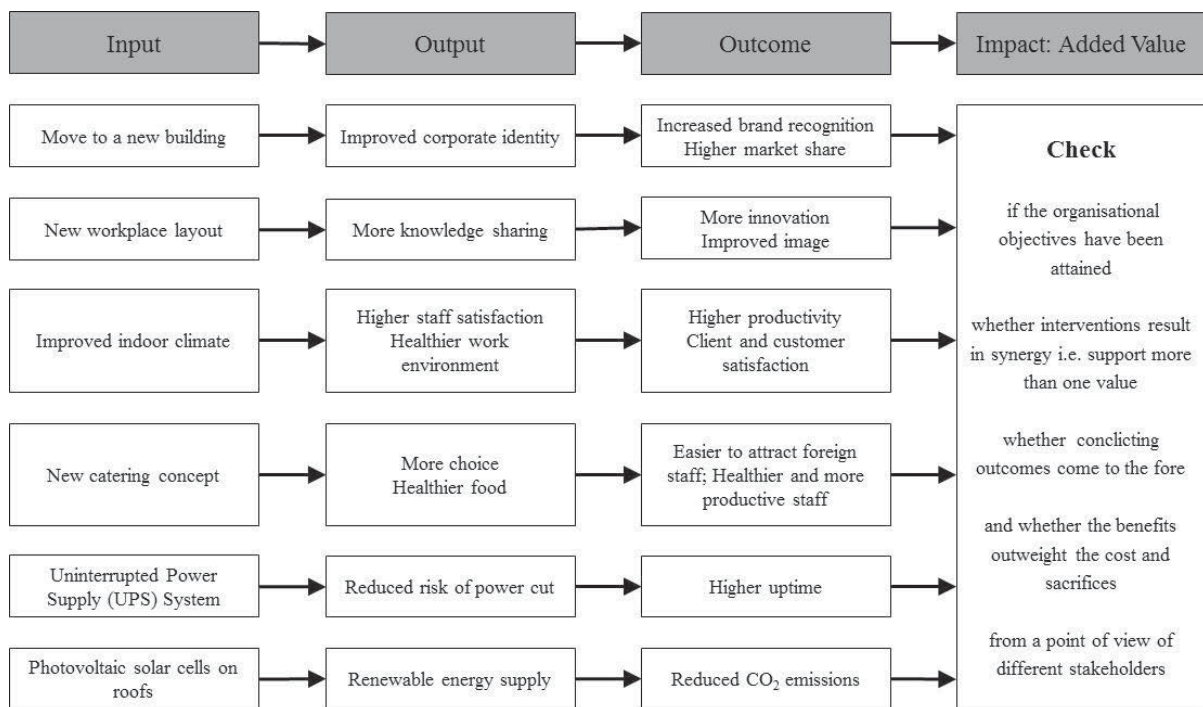 Input
Output
Outcome
Impact: Added Value
Move to a new building
Improved corporate identity
Increased brand recognition
Higher market share
New workplace layout
More knowledge sharing
More innovation
Improved image
Improved indoor climate
Higher staff satisfaction
Healthier work
environment
Higher productivity
Client and customer
satisfaction
New catering concept
More choice
Healthier food
Easier to attract foreign
staff; Healthier and more
productive staff
Uninterrupted Power
Supply (UPS) System
Reduced risk of power cut
Higher uptime
Photovoltaic solar cells on
roofs
Renewable energy supply
Reduced CO₂ emissions
Check
if the organisational
objectives have been
attained
whether interventions result
in synergy i.e. support more
than one value
whether conclicting
outcomes come to the fore
and whether the benefits
outweight the cost and
sacrifices
from a point of view of
different stakeholders